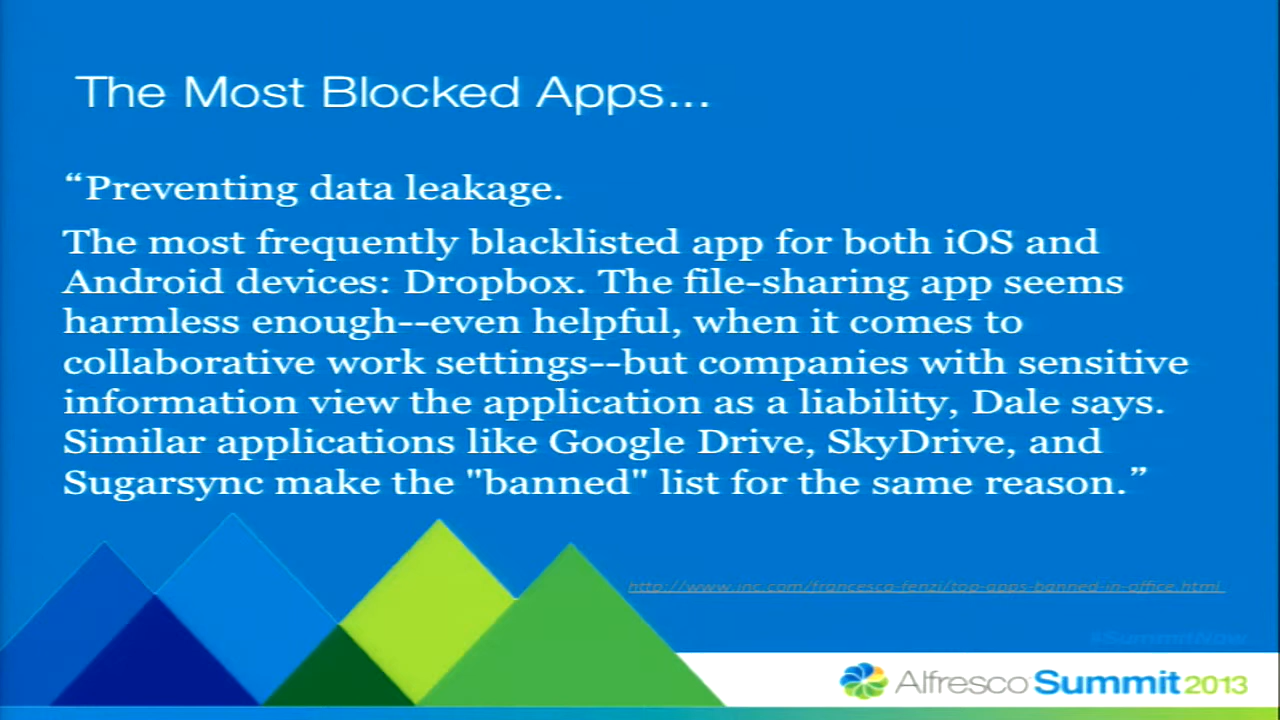 The Most Blocked Apps...
“Preventing data leakage.
The most frequently blacklisted app for both iOS and
Android devices: Dropbox. The file-sharing app seems
harmless enough--even helpful, when it comes to
collaborative work settings--but companies with sensitive
information view the application as a liability, Dale says.
Similar applications like Google Drive, SkyDrive, and
Sugarsync make the "banned" list for the same reason.”
http://www.inc.com/francesca-fenzi/top-apps-banned-in-office.html
#SummitNow
Alfresco Summit 2013